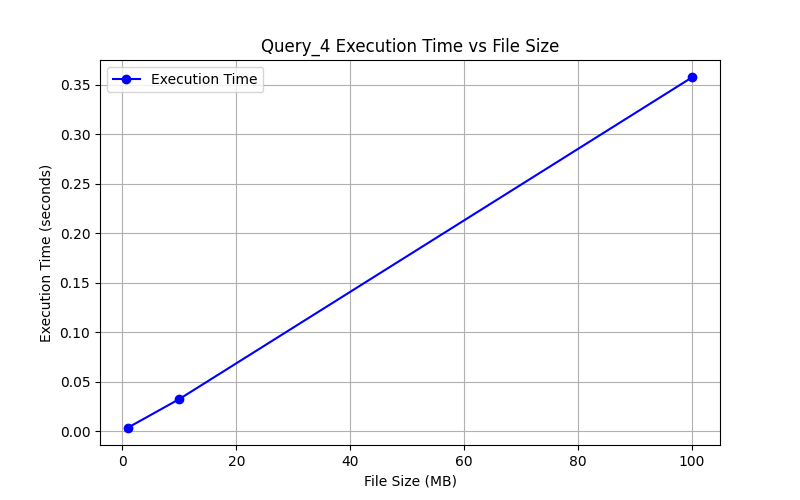 Query_4 Execution Time vs File Size
Execution Time
Execution Time (seconds)
0.35
0.30
0.25
0.20
0.15
0.10
0.05
0.00
0 20 40 60 80 100
File Size (MB)